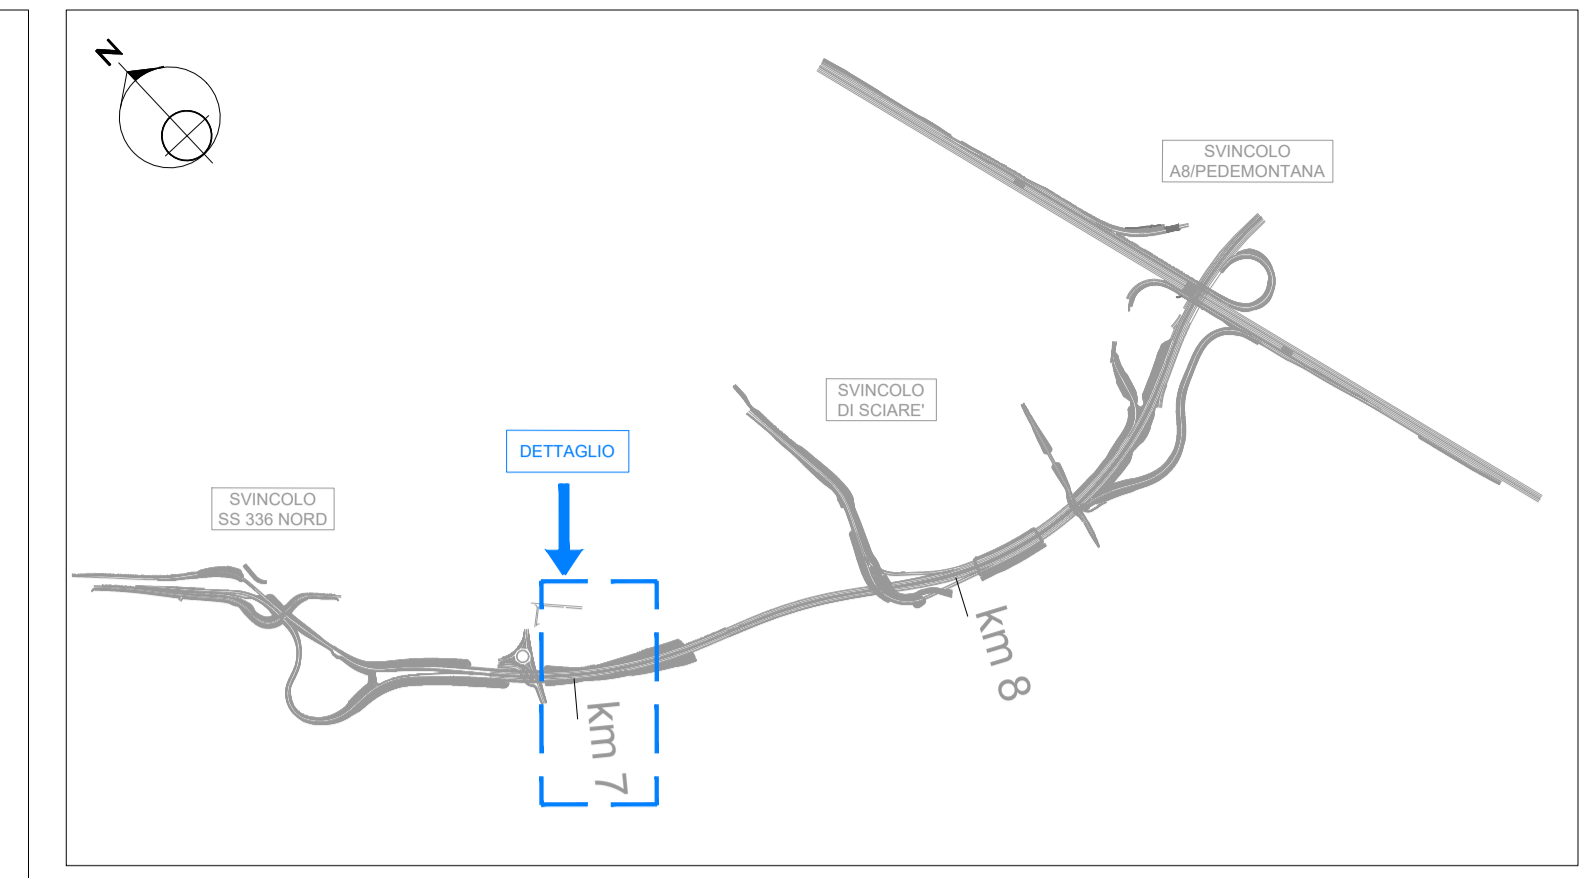 N
SVINCOLO
A8/PEDEMONTANA
SVINCOLO
DI SCIARE'
DETTAGLIO
SVINCOLO
SS 336 NORD
km 8
km 7